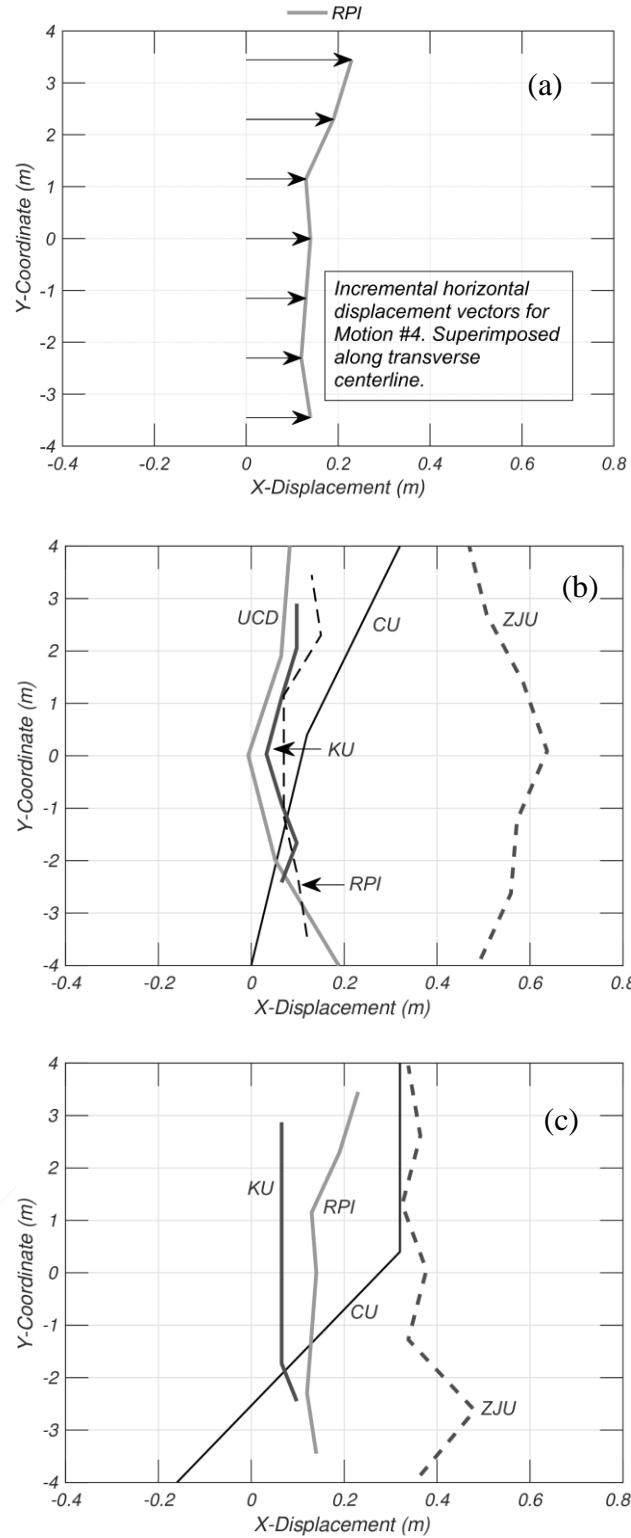 RPI
(a)
4
3
2
1
0
-1
-2
-3
-4
Y-Coordinate (m)
Incremental horizontal
displacement vectors for
Motion #4. Superimposed
along transverse
centerline.
-0.4 -0.2 0 0.2 0.4 0.6 0.8
X-Displacement (m)
(b)
4
3
2
1
0
-1
-2
-3
-4
Y-Coordinate (m)
UCD
CU
ZJU
KU
RPI
-0.4 -0.2 0 0.2 0.4 0.6 0.8
X-Displacement (m)
(c)
4
3
2
1
0
-1
-2
-3
-4
Y-Coordinate (m)
KU
RPI
CU
ZJU
-0.4 -0.2 0 0.2 0.4 0.6 0.8
X-Displacement (m)